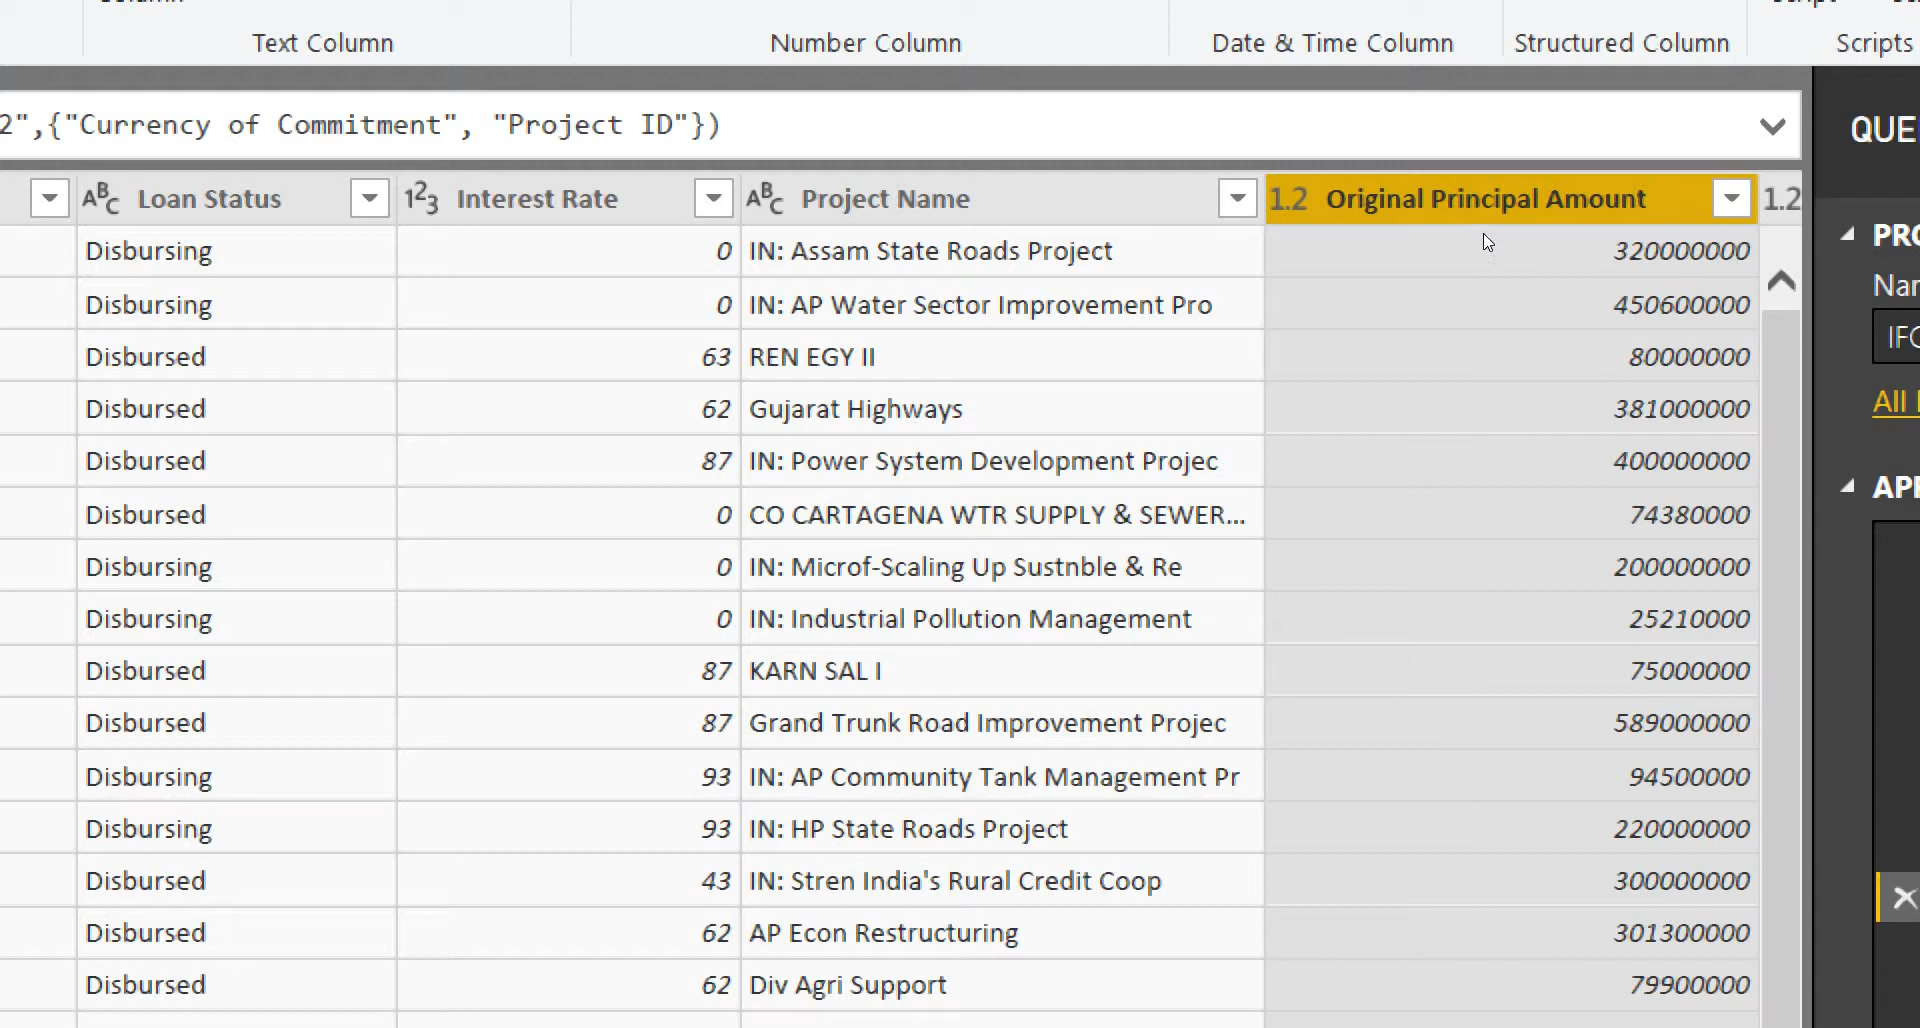 Text Column Number Column Date & Time Column Structured Column Scripts
2",{"Currency of Commitment", "Project ID"})
ABC Loan Status 123 Interest Rate ABC Project Name 1.2 Original Principal Amount 1.2
Disbursing 0 IN: Assam State Roads Project 320000000
Disbursing 0 IN: AP Water Sector Improvement Pro 450600000
Disbursed 63 REN EGY II 80000000
Disbursed 62 Gujarat Highways 381000000
Disbursed 87 IN: Power System Development Projec 400000000
Disbursed 0 CO CARTAGENA WTR SUPPLY & SEWER... 74380000
Disbursing 0 IN: Microf-Scaling Up Sustnble & Re 200000000
Disbursing 0 IN: Industrial Pollution Management 25210000
Disbursed 87 KARN SAL I 75000000
Disbursed 87 Grand Trunk Road Improvement Projec 589000000
Disbursing 93 IN: AP Community Tank Management Pr 94500000
Disbursing 93 IN: HP State Roads Project 220000000
Disbursed 43 IN: Stren India's Rural Credit Coop 300000000
Disbursed 62 AP Econ Restructuring 301300000
Disbursed 62 Div Agri Support 79900000
QUE
PRO
Nar
IFC
All
APP